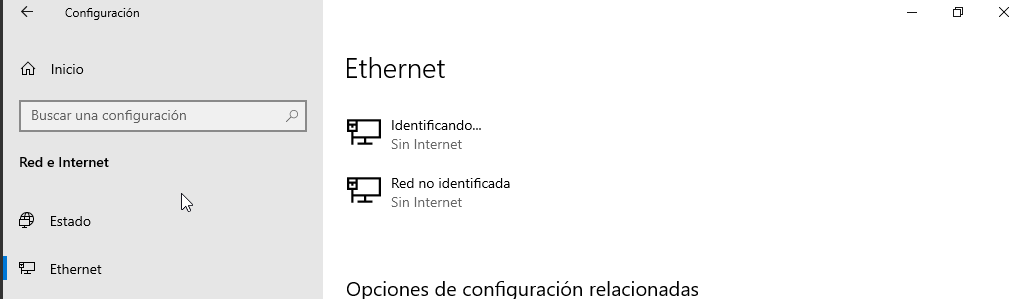 Configuración
Inicio
Buscar una configuración
Red e Internet
Estado
Ethernet
Ethernet
Identificando...
Sin Internet
Red no identificada
Sin Internet
Opciones de configuración relacionadas